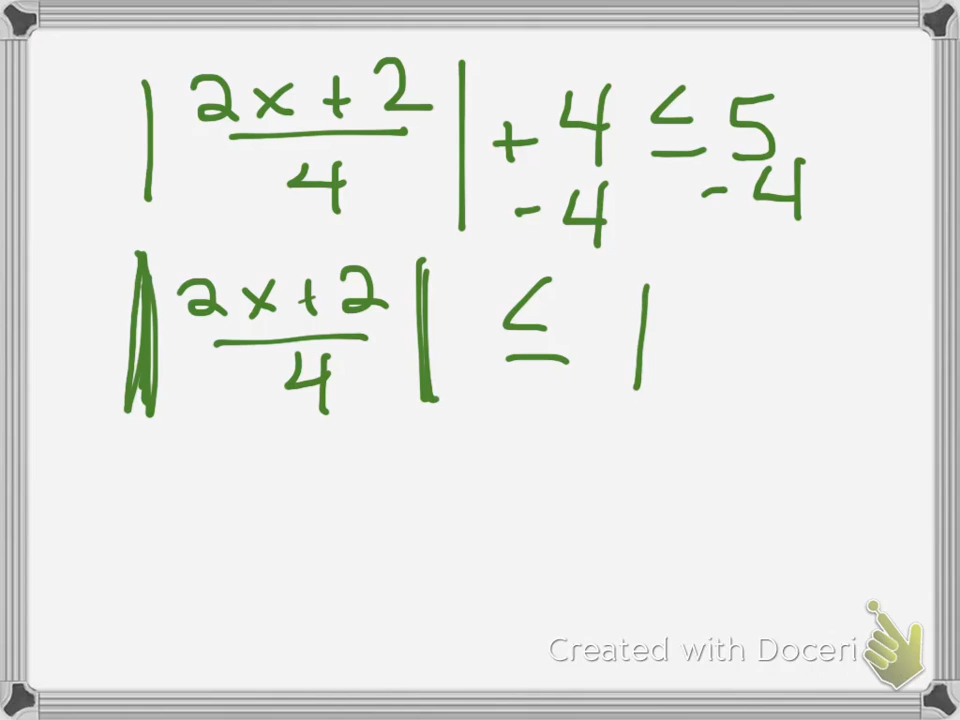 | (2x + 2)/4 | + 4 ≤ 5
- 4 - 4
| (2x + 2)/4 | ≤ 1
Created with Doceri